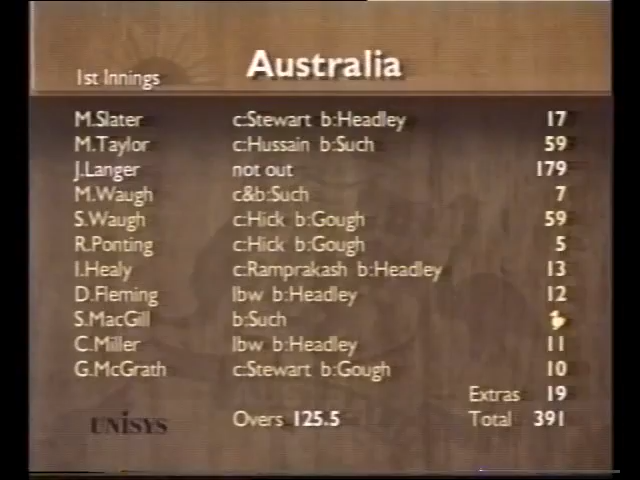 1st Innings Australia
M.Slater c:Stewart b:Headley 17
M.Taylor c:Hussain b:Such 59
J.Langer not out 179
M.Waugh c&b:Such 7
S.Waugh c:Hick b:Gough 59
R.Ponting c:Hick b:Gough 5
I.Healy c:Ramprakash b:Headley 13
D.Fleming lbw b:Headley 12
S.MacGill b:Such
C.Miller lbw b:Headley 11
G.McGrath c:Stewart b:Gough 10
Extras 19
UNiSYS Overs 125.5 Total 391